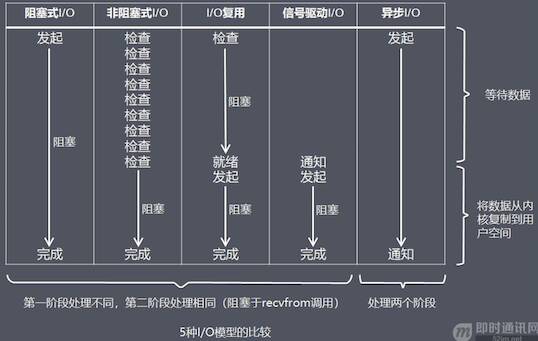 阻塞式I/O 非阻塞式I/O I/O复用 信号驱动I/O 异步I/O
发起 检查 检查 发起
检查
检查
检查
检查
检查
检查
检查
检查
阻塞
阻塞
就绪 通知
发起 发起
阻塞 阻塞 阻塞
完成 完成 完成 完成 通知
等待数据
将数据从内
核复制到用
户空间
第一阶段处理不同，第二阶段处理相同（阻塞于recvfrom调用） 处理两个阶段
5种I/O模型的比较
即时通讯网
52im.net